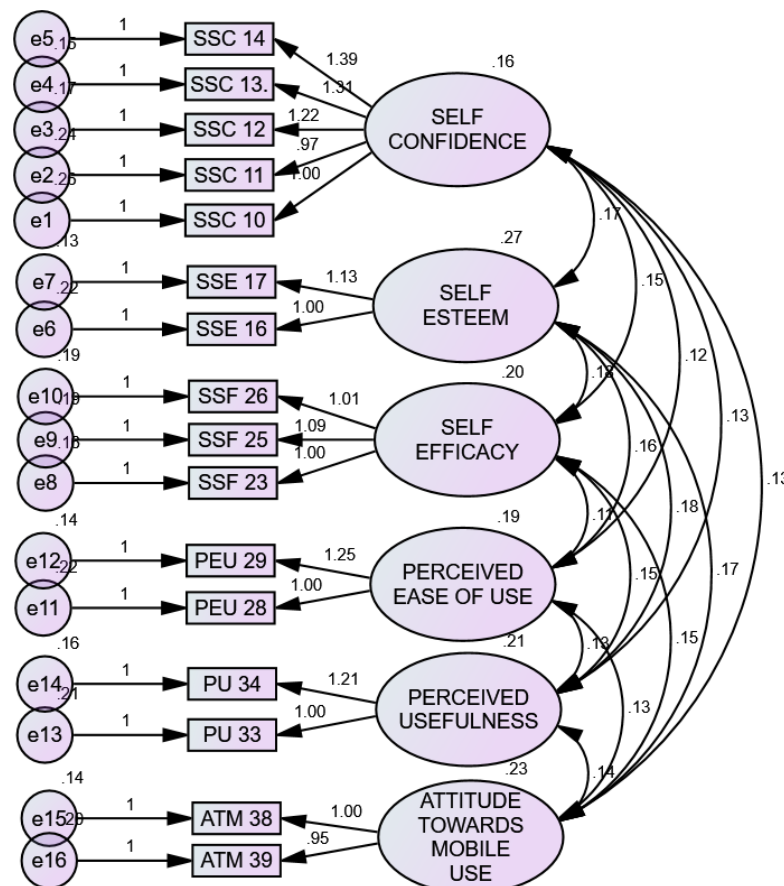 e5 .15 1 SSC 14
e4 .17 1 SSC 13.
e3 .24 1 SSC 12
e2 .26 1 SSC 11
e1 1 SSC 10
1.39
1.31
1.22
.97
1.00
.16
SELF
CONFIDENCE
.13
e7 .22 1 SSE 17
e6 1 SSE 16
1.13
1.00
.27
SELF
ESTEEM
.19
e10 1 SSF 26
e9 1 SSF 25
e8 1 SSF 23
1.01
1.09
1.00
.20
SELF
EFFICACY
.14
e12 .22 1 PEU 29
e11 1 PEU 28
1.25
1.00
.19
PERCEIVED
EASE OF USE
.16
e14 .21 1 PU 34
e13 1 PU 33
1.21
1.00
.21
PERCEIVED
USEFULNESS
.14
e15 .20 1 ATM 38
e16 1 ATM 39
1.00
.95
.23
ATTITUDE
TOWARDS
MOBILE
USE
.17
.15
.12
.13
.13
.18
.16
.18
.17
.11
.15
.15
.13
.13
.14